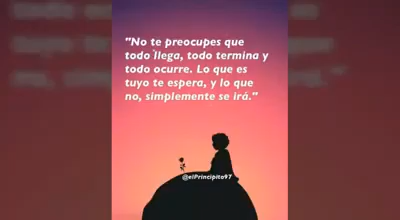 "No te preocupes que
todo llega, todo termina y
todo ocurre. Lo que es
tuyo te espera, y lo que
no, simplemente se irá."
@elPrincipito97